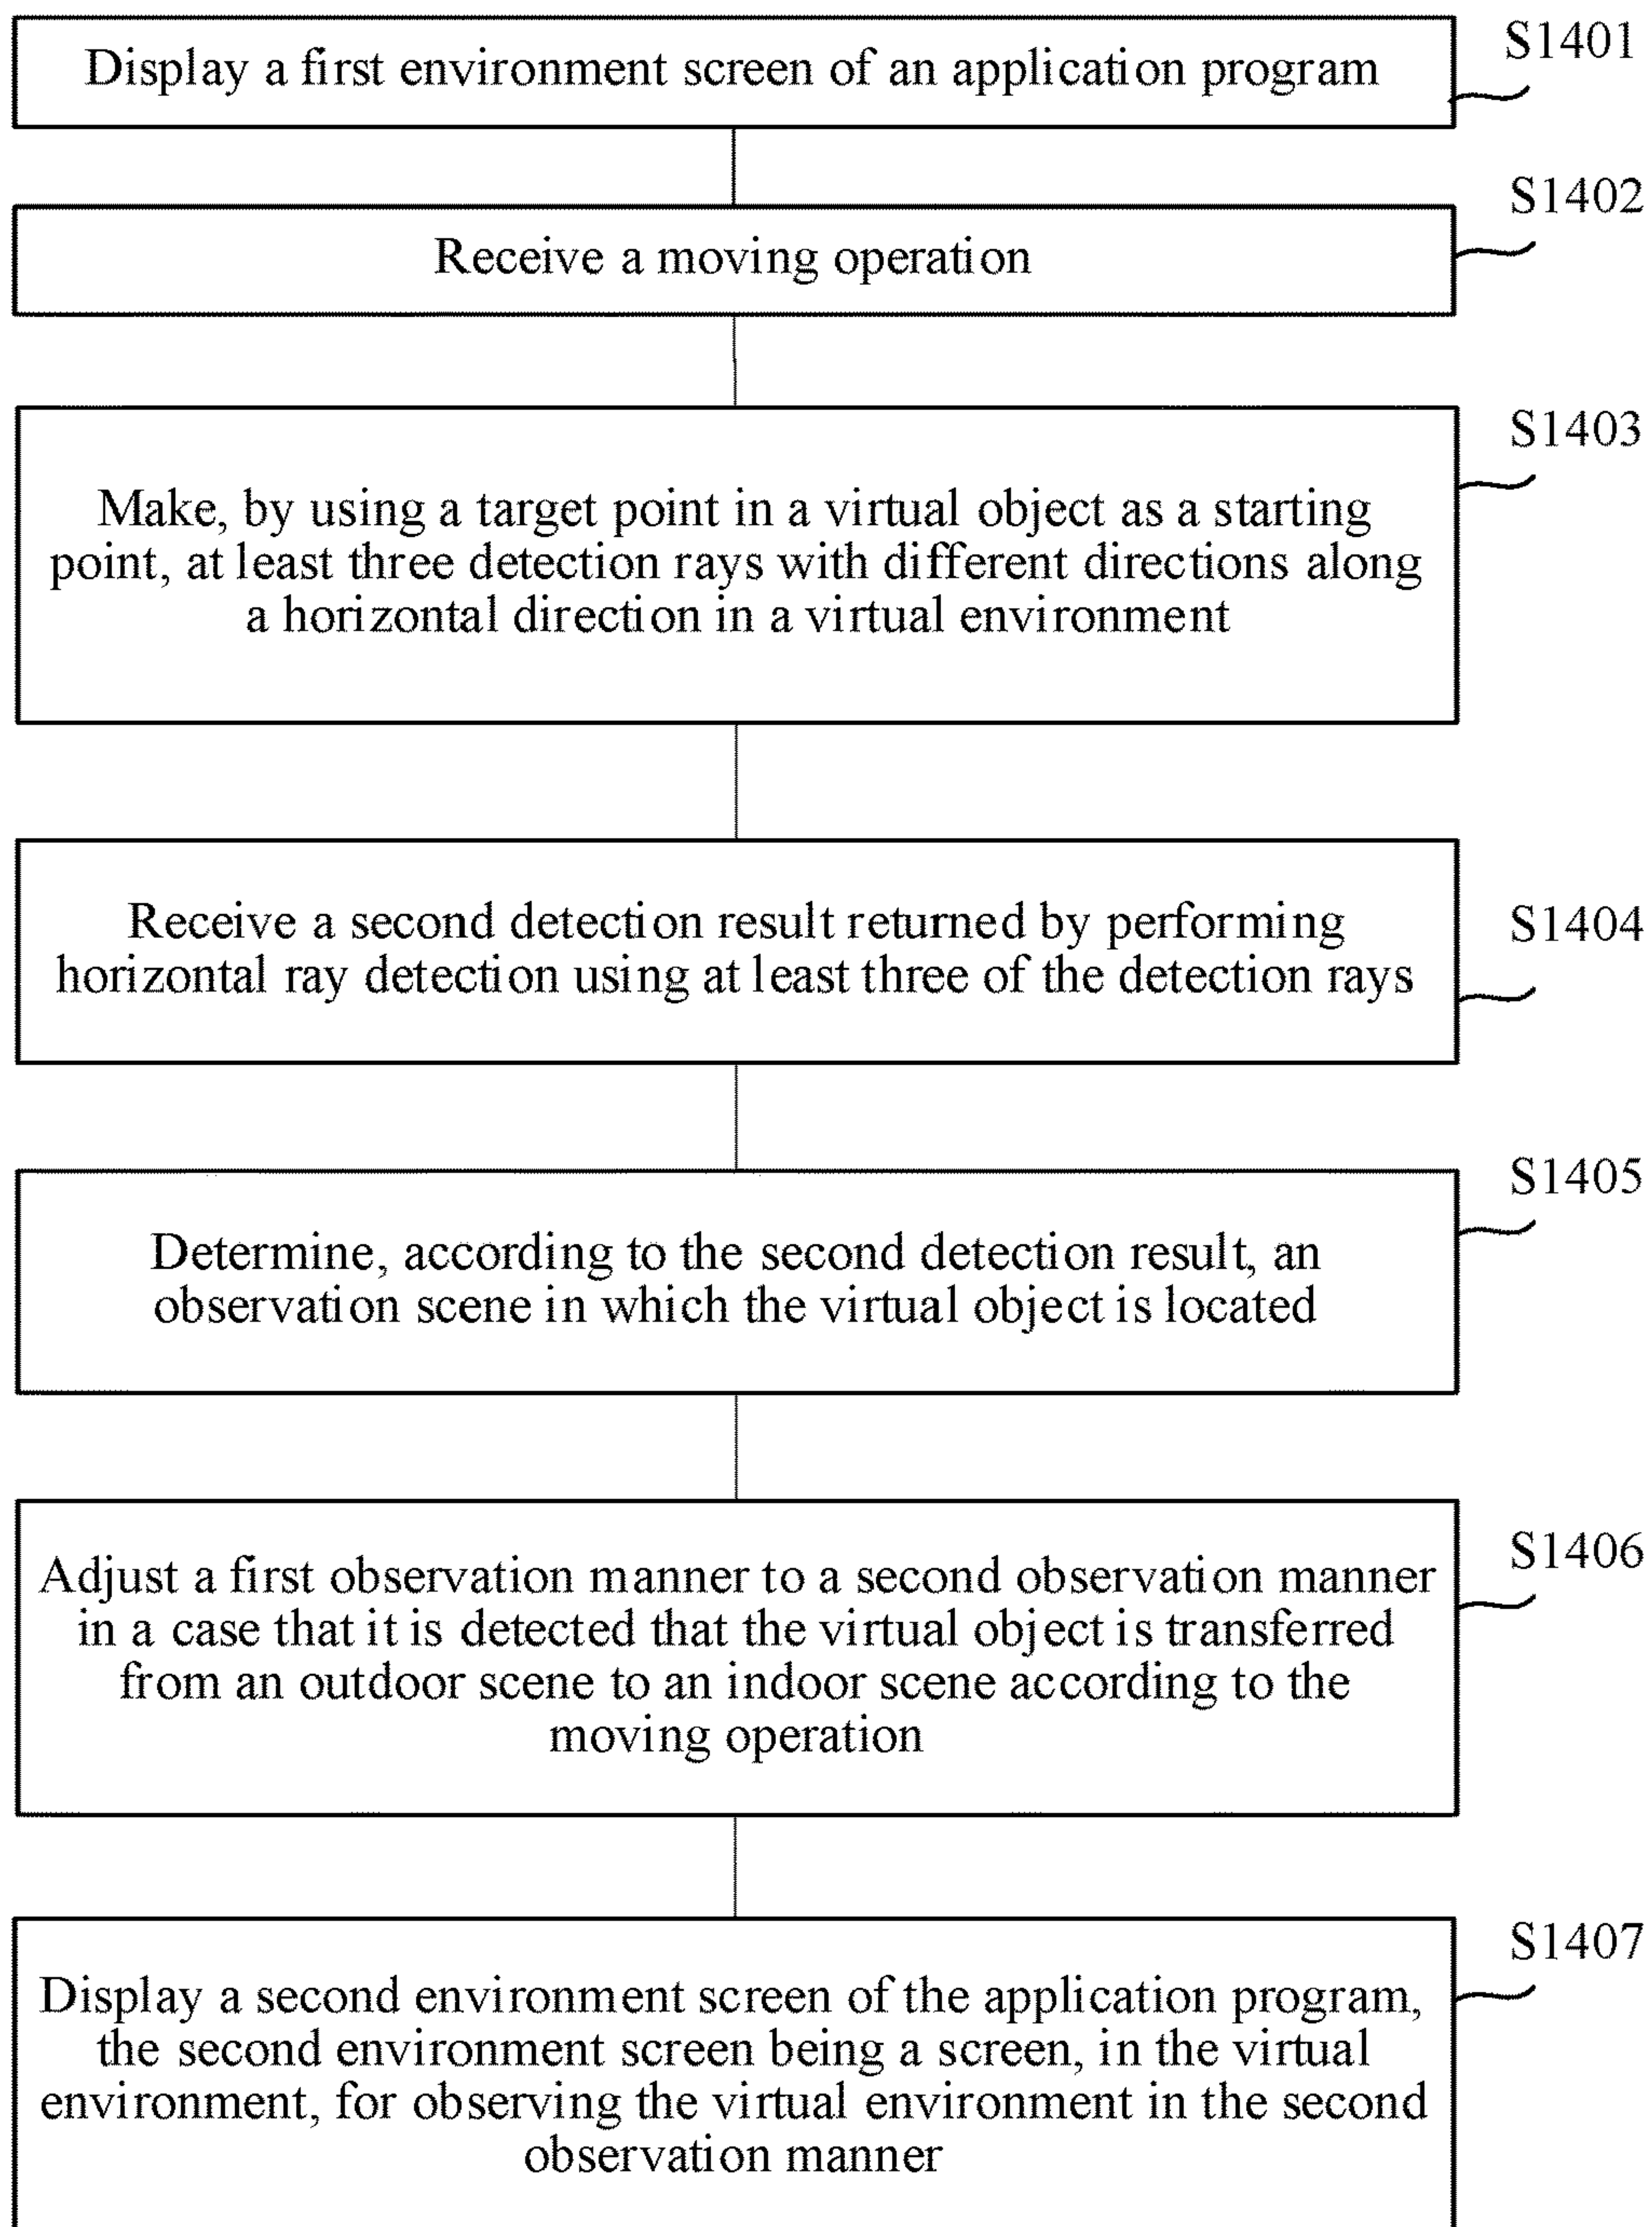 S1401
Display a first environment screen of an application program
S1402
Receive a moving operation
S1403
Make, by using a target point in a virtual object as a starting
point, at least three detection rays with different directions along
a horizontal direction in a virtual environment
S1404
Receive a second detection result returned by performing
horizontal ray detection using at least three of the detection rays
S1405
Determine, according to the second detection result, an
observation scene in which the virtual object is located
S1406
Adjust a first observation manner to a second observation manner
in a case that it is detected that the virtual object is transferred
from an outdoor scene to an indoor scene according to the
moving operation
S1407
Display a second environment screen of the application program,
the second environment screen being a screen, in the virtual
environment, for observing the virtual environment in the second
observation manner